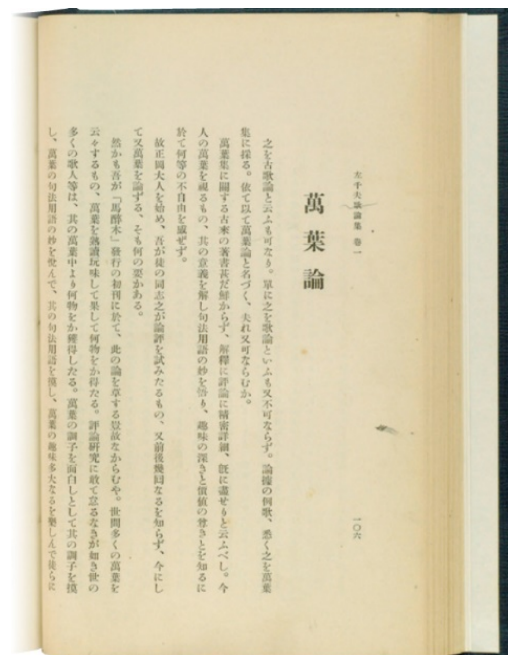 左千夫歌論集 卷一
一〇六
萬葉論
之を古歌論と云ふも可なり。單に之を歌論といふも又不可ならず。論據の例歌、悉く之を萬葉
集に採る。依て以て萬葉論と名づく、夫れ又可ならむか。
萬葉集に關する古來の著書甚だ鮮からず、解釋に評論に精密詳細、既に盡せりと云ふべし。今
人の萬葉を視るもの、其の意義を解し句法用語の妙を悟り、趣味の深きと價値の尊きとを知るに
於て何等の不自由を感ぜず。
故正岡大人を始め、吾が徒の同志之が論評を試みたるもの、又前後幾囘なるを知らず、今にし
て又萬葉を論ずる、そも何の要かある。
然かも吾が「馬醉木」發行の初刊に於て、此の論を草する豈故なからむや。世間多くの萬葉を
云々するもの、萬葉を熟讀玩味して果して何物をか得たる。評論研究に敢て怠るなきが如き世の
多くの歌人等は、其の萬葉中より何物をか獲得したる。萬葉の調子を面白しとして其の調子を摸
し、萬葉の句法用語の妙を悅んで、其の句法用語を摸し、萬葉の趣味多大なるを樂しんで徒らに